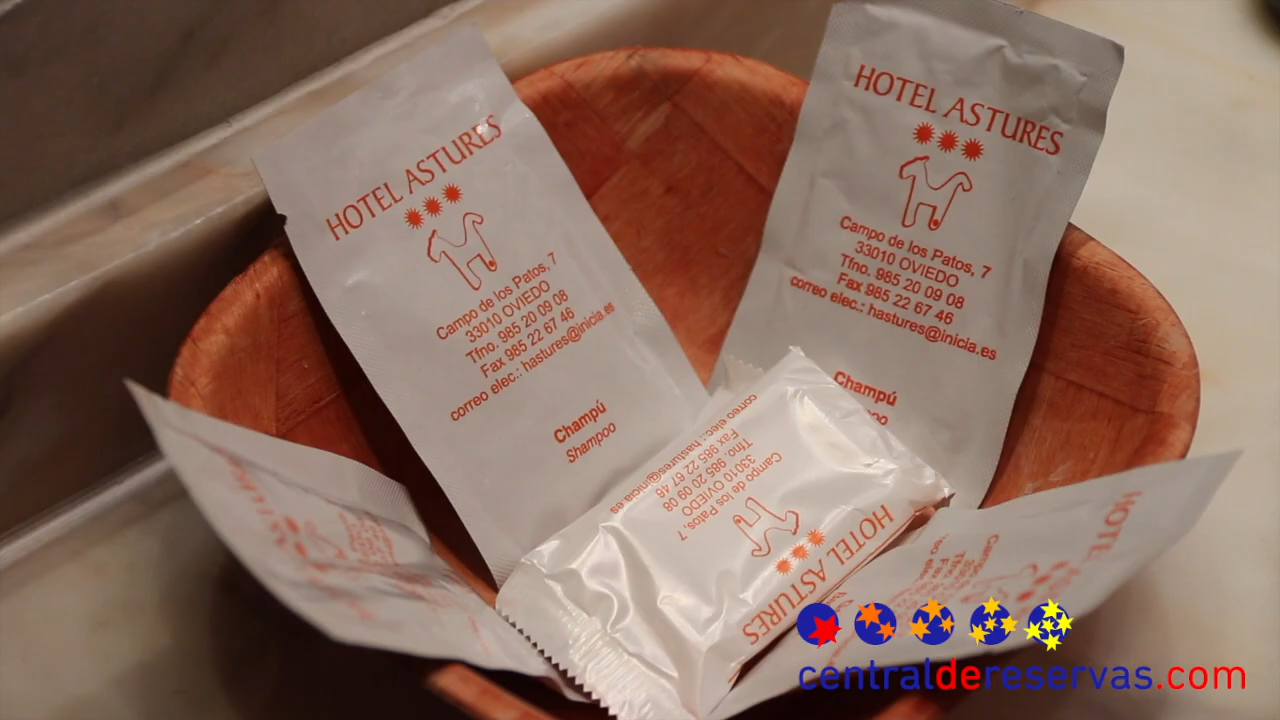 HOTEL ASTURES
Campo de los Patos, 7
33010 OVIEDO
Tfno. 985 20 09 08
Fax 985 22 67 46
correo elec.: hastures@inicia.es
Champú
Shampoo
HOTEL ASTURES
Campo de los Patos, 7
33010 OVIEDO
Tfno. 985 20 09 08
Fax 985 22 67 46
correo elec.: hastures@inicia.es
Champú
HOTEL ASTURES
Campo de los Patos, 7
33010 OVIEDO
Tfno. 985 20 09 08
Fax 985 22 67 46
correo elec.: hastures@inicia.es
HOTEL
centraldereservas.com